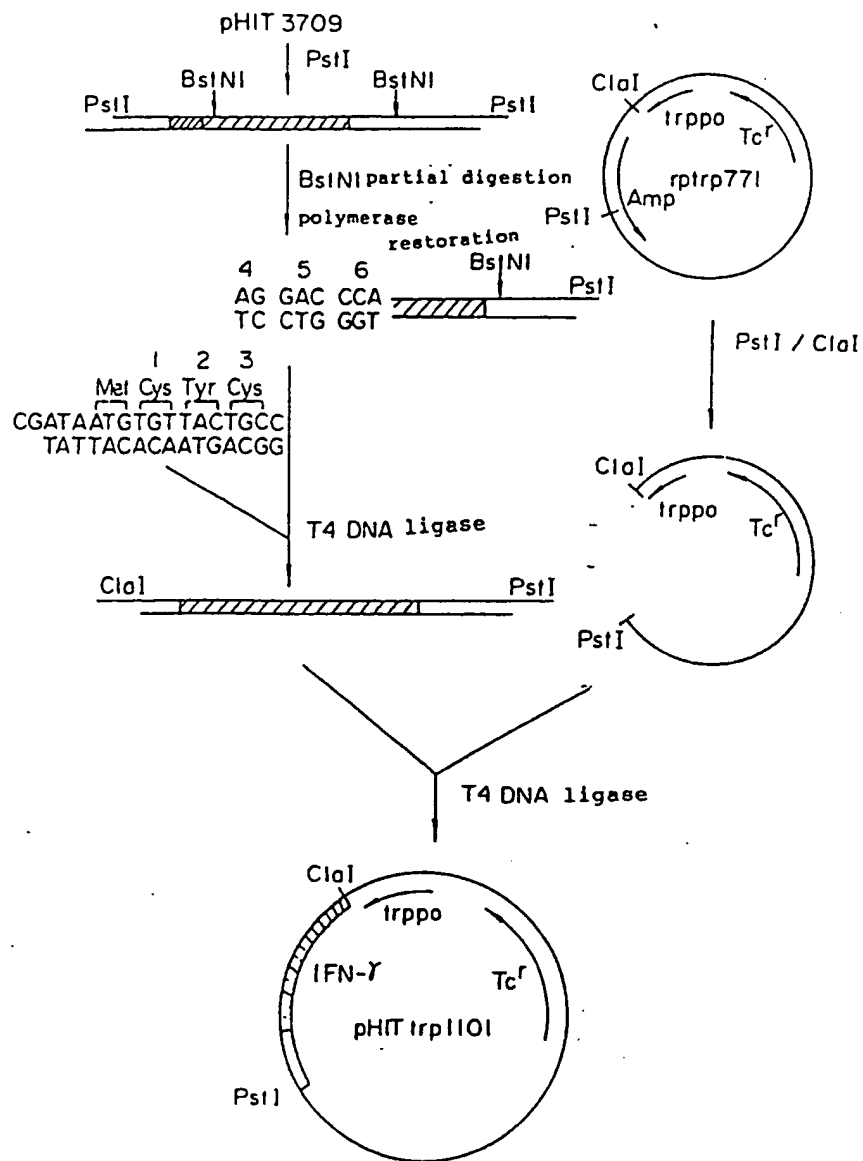 pHIT 3709
PstI
BstNI
BstNI
PstI
PstI
BstNI partial digestion
polymerase
restoration
4 5 6
BstNI
PstI
AG GAC CCA
TC CTG GGT
ClaI
trppo
Tcʳ
rptrp771
Amp
PstI
PstI / ClaI
1 2 3
Met Cys Tyr Cys
CGATAATGTGTTACTGCC
TATTACACAATGACGG
T4 DNA ligase
ClaI
PstI
ClaI
trppo
Tcʳ
PstI
T4 DNA ligase
ClaI
trppo
IFN-γ
Tcʳ
pHIT trp1101
PstI